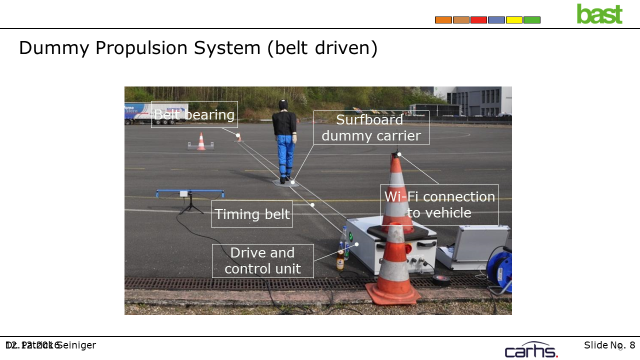 bast
Dummy Propulsion System (belt driven)
Belt bearing
Surfboard
dummy carrier
Wi-Fi connection
to vehicle
Timing belt
Drive and
control unit
12.12.2016
Dr. Patrick Seiniger
carhs.
Slide No. 8